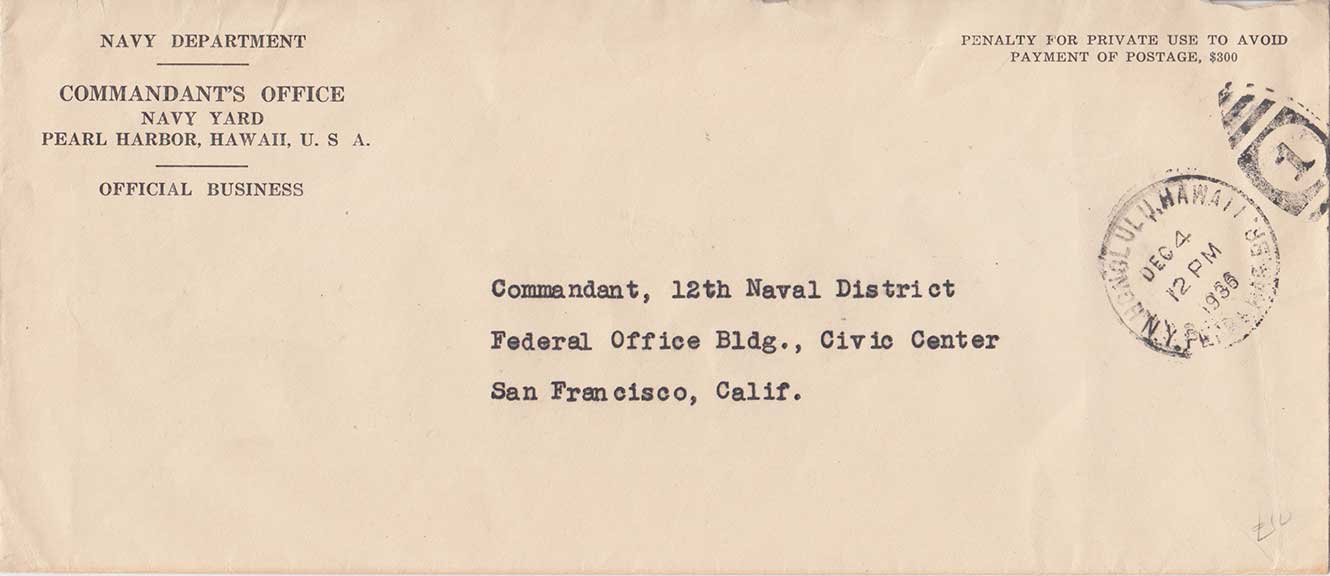 NAVY DEPARTMENT
COMMANDANT'S OFFICE
NAVY YARD
PEARL HARBOR, HAWAII, U. S A.
OFFICIAL BUSINESS
PENALTY FOR PRIVATE USE TO AVOID
PAYMENT OF POSTAGE, $300
1
HONOLULU, HAWAII
DEC 4
12 PM
1936
N.Y.
Commandant, 12th Naval District
Federal Office Bldg., Civic Center
San Francisco, Calif.